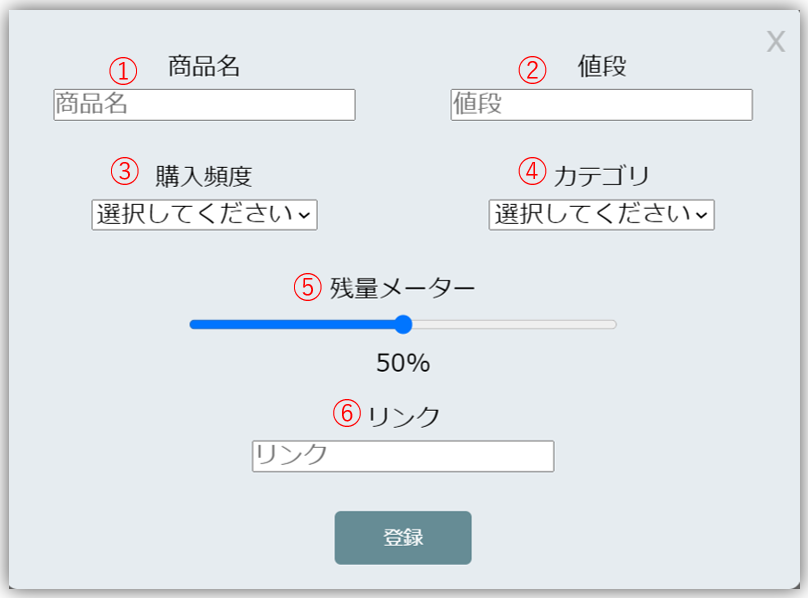 X
① 商品名
商品名
② 値段
値段
③ 購入頻度
選択してください
④ カテゴリ
選択してください
⑤ 残量メーター
50%
⑥ リンク
リンク
登録